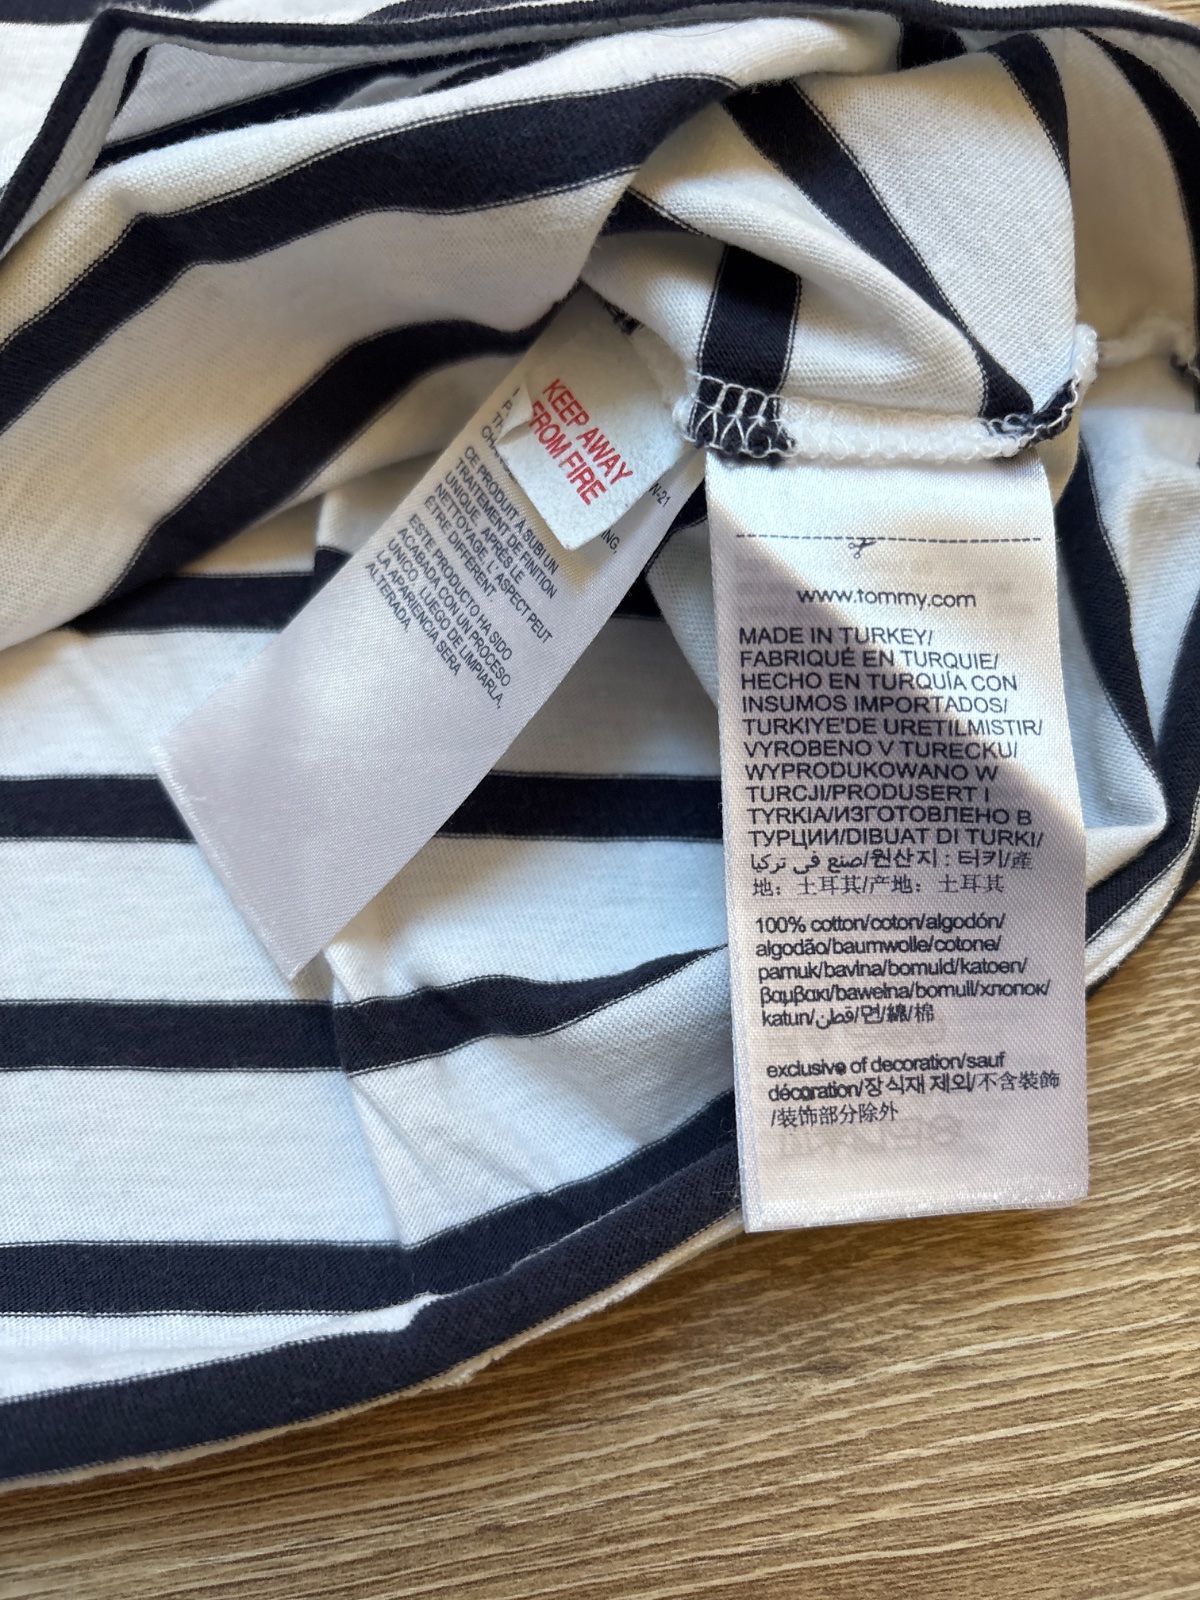 KEEP AWAY
FROM FIRE
N-21
ING.
CE PRODUIT A SUBI UN
TRAITEMENT DE FINITION
UNIQUE. APRÈS LE
NETTOYAGE, L'ASPECT PEUT
ÊTRE DIFFÉRENT.
ESTE PRODUCTO HA SIDO
ACABADA CON UN PROCESO
ÚNICO. LUEGO DE LIMPIARLA,
LA APARIENCIA SERA
ALTERADA.
www.tommy.com
MADE IN TURKEY/
FABRIQUÉ EN TURQUIE/
HECHO EN TURQUÍA CON
INSUMOS IMPORTADOS/
TURKIYE'DE URETILMISTIR/
VYROBENO V TURECKU/
WYPRODUKOWANO W
TURCJI/PRODUSERT I
TYRKIA/ИЗГОТОВЛЕНО В
ТУРЦИИ/DIBUAT DI TURKI/
صنع في تركيا/원산지 : 터키/產
地：土耳其/产地：土耳其
100% cotton/coton/algodón/
algodão/baumwolle/cotone/
pamuk/bavlna/bomuld/katoen/
βαμβακι/bawełna/bomull/хлопок/
katun/قطن/면/綿/棉
exclusive of decoration/sauf
décoration/장식재 제외/不含裝飾
/装饰部分除外